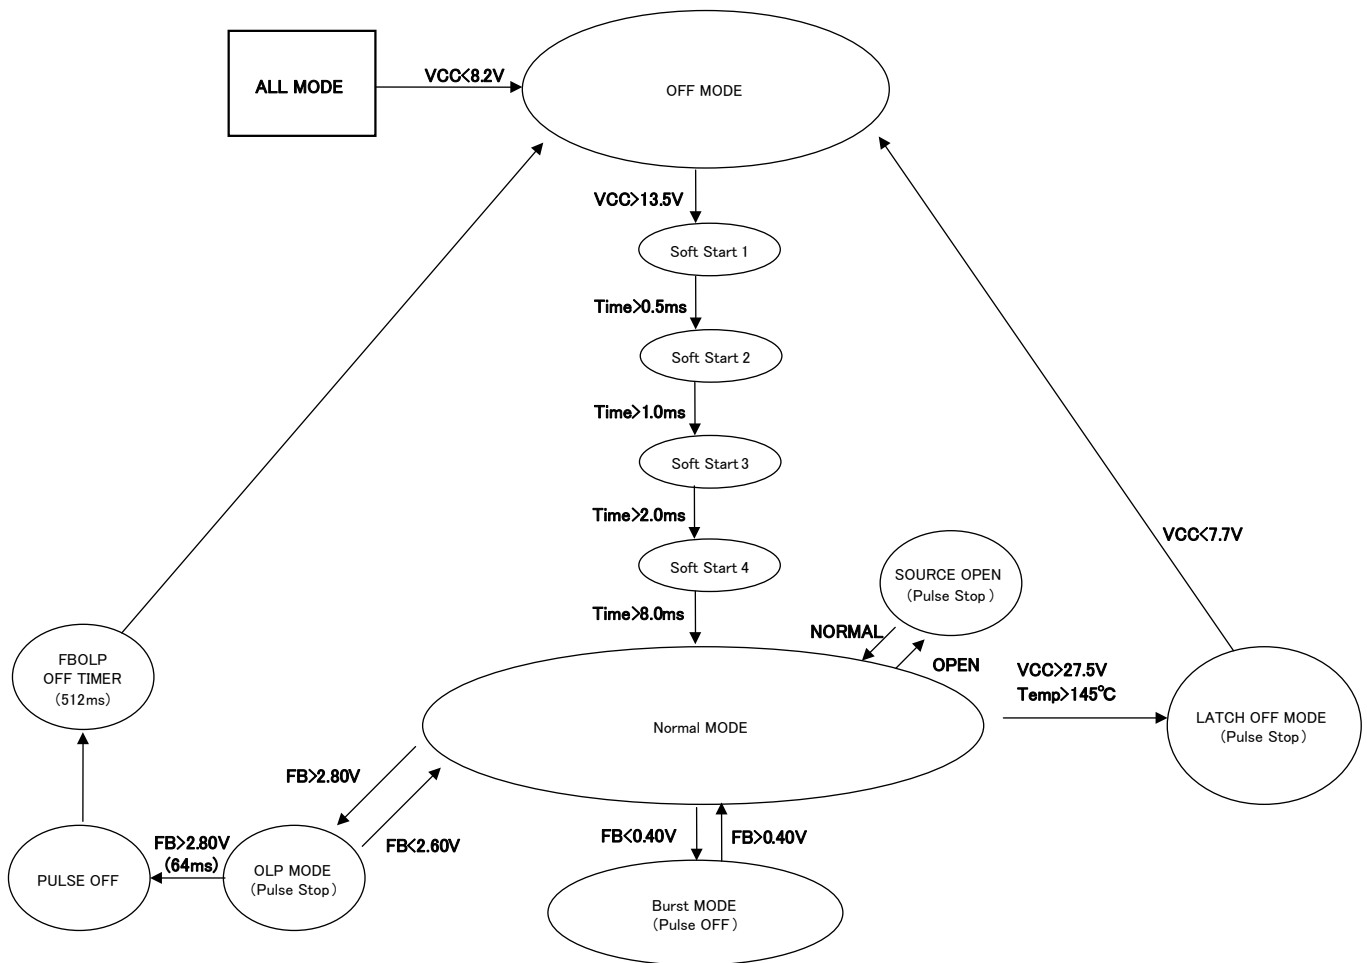 ALL MODE
VCC<8.2V
OFF MODE
VCC>13.5V
Soft Start 1
Time>0.5ms
Soft Start 2
Time>1.0ms
Soft Start 3
Time>2.0ms
Soft Start 4
Time>8.0ms
SOURCE OPEN
(Pulse Stop)
NORMAL
OPEN
VCC<7.7V
VCC>27.5V
Temp>145℃
LATCH OFF MODE
(Pulse Stop)
Normal MODE
FBOLP
OFF TIMER
(512ms)
FB>2.80V
FB<2.60V
FB>2.80V
(64ms)
PULSE OFF
OLP MODE
(Pulse Stop)
FB<0.40V
FB>0.40V
Burst MODE
(Pulse OFF)